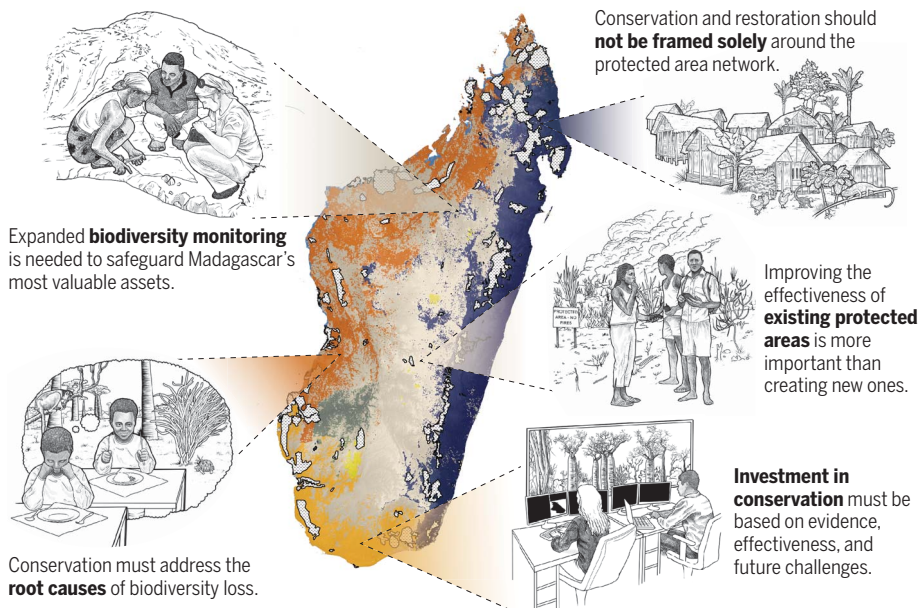 Conservation and restoration should
not be framed solely around the
protected area network.
Expanded biodiversity monitoring
is needed to safeguard Madagascar’s
most valuable assets.
PROTECTED
AREA - NO
FIRES
Improving the
effectiveness of
existing protected
areas is more
important than
creating new ones.
Conservation must address the
root causes of biodiversity loss.
Investment in
conservation must be
based on evidence,
effectiveness, and
future challenges.